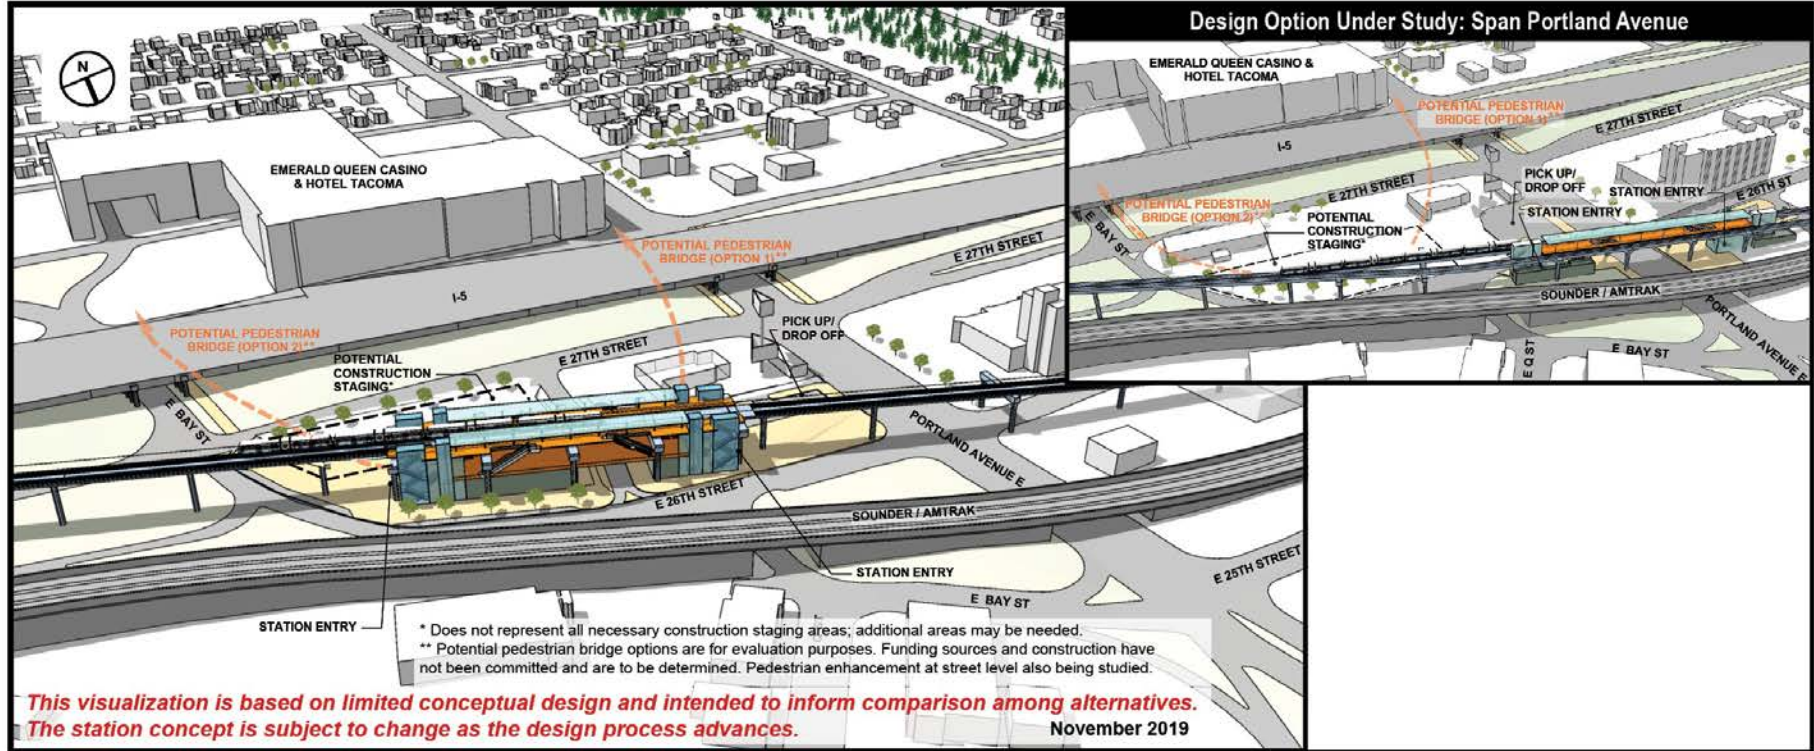 N
I-5
EMERALD QUEEN CASINO
& HOTEL TACOMA
POTENTIAL PEDESTRIAN
BRIDGE (OPTION 1)**
E 27TH STREET
I-5
POTENTIAL PEDESTRIAN
BRIDGE (OPTION 2)**
PICK UP/
DROP OFF
E 27TH STREET
POTENTIAL
CONSTRUCTION
STAGING*
E BAY ST
PORTLAND AVENUE E
E 26TH STREET
SOUNDER / AMTRAK
STATION ENTRY
E 25TH STREET
E BAY ST
STATION ENTRY
* Does not represent all necessary construction staging areas; additional areas may be needed.
** Potential pedestrian bridge options are for evaluation purposes. Funding sources and construction have
not been committed and are to be determined. Pedestrian enhancement at street level also being studied.
This visualization is based on limited conceptual design and intended to inform comparison among alternatives.
The station concept is subject to change as the design process advances.
November 2019
Design Option Under Study: Span Portland Avenue
EMERALD QUEEN CASINO &
HOTEL TACOMA
POTENTIAL PEDESTRIAN
BRIDGE (OPTION 1)**
E 27TH STREET
I-5
PICK UP/
DROP OFF
STATION ENTRY
E 27TH STREET
E 26TH ST
POTENTIAL PEDESTRIAN
BRIDGE (OPTION 2)**
STATION ENTRY
POTENTIAL
CONSTRUCTION
STAGING*
E BAY ST
SOUNDER / AMTRAK
PORTLAND AVENUE E
E Q ST
E BAY ST